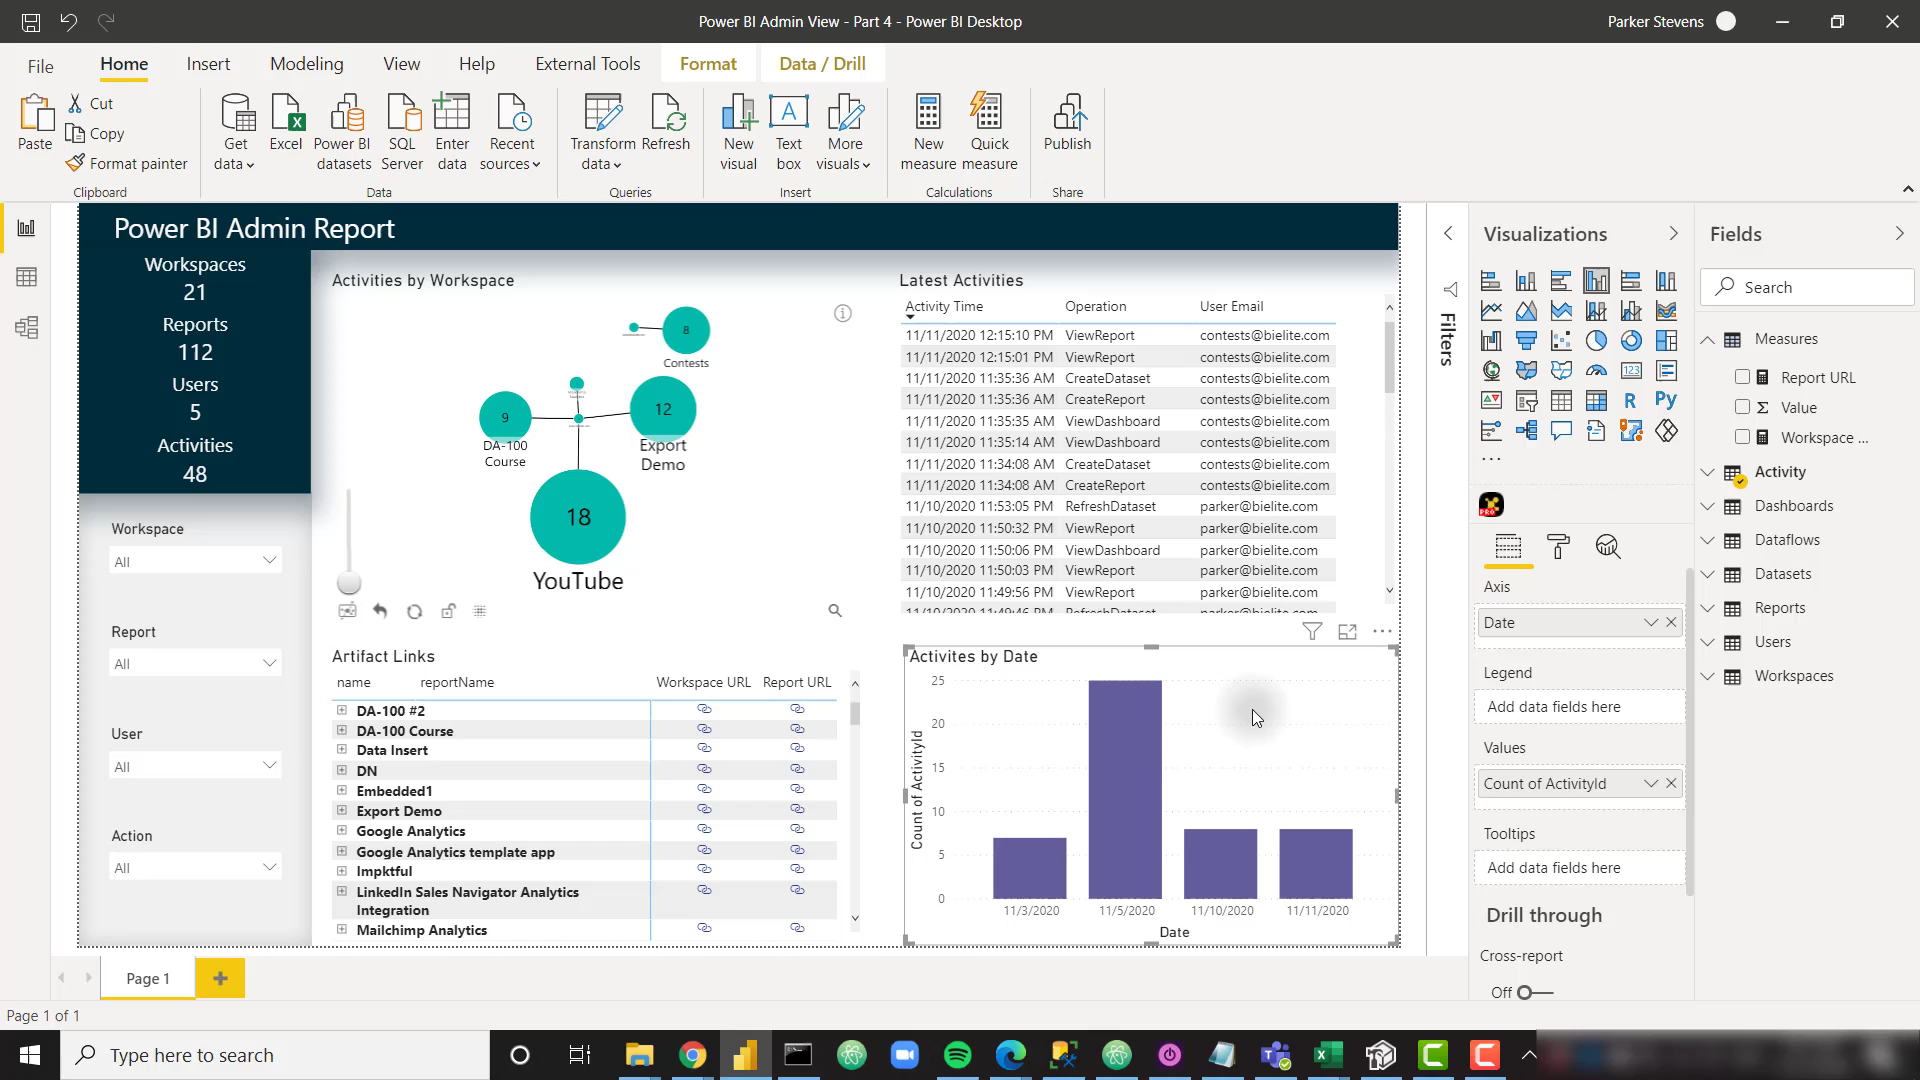 Power BI Admin View - Part 4 - Power BI Desktop
Parker Stevens
File
Home
Insert
Modeling
View
Help
External Tools
Format
Data / Drill
Paste
Cut
Copy
Format painter
Clipboard
Get data
Excel
Power BI datasets
SQL Server
Enter data
Recent sources
Data
Transform data
Refresh
Queries
New visual
Text box
More visuals
Insert
New measure
Quick measure
Calculations
Publish
Share
Power BI Admin Report
Workspaces
21
Reports
112
Users
5
Activities
48
Workspace
All
Report
All
User
All
Action
All
Activities by Workspace
8
Contests
9
DA-100 Course
12
Export Demo
18
YouTube
Latest Activities
Activity Time Operation User Email
11/11/2020 12:15:10 PM ViewReport contests@bielite.com
11/11/2020 12:15:01 PM ViewReport contests@bielite.com
11/11/2020 11:35:36 AM CreateDataset contests@bielite.com
11/11/2020 11:35:36 AM CreateReport contests@bielite.com
11/11/2020 11:35:35 AM ViewDashboard contests@bielite.com
11/11/2020 11:35:14 AM ViewDashboard contests@bielite.com
11/11/2020 11:34:08 AM CreateDataset contests@bielite.com
11/11/2020 11:34:08 AM CreateReport contests@bielite.com
11/10/2020 11:53:05 PM RefreshDataset parker@bielite.com
11/10/2020 11:50:32 PM ViewReport parker@bielite.com
11/10/2020 11:50:06 PM ViewDashboard parker@bielite.com
11/10/2020 11:50:03 PM ViewReport parker@bielite.com
11/10/2020 11:49:56 PM ViewReport parker@bielite.com
11/10/2020 11:49:46 PM RefreshDataset parker@bielite.com
Artifact Links
name reportName Workspace URL Report URL
DA-100 #2
DA-100 Course
Data Insert
DN
Embedded1
Export Demo
Google Analytics
Google Analytics template app
Impktful
LinkedIn Sales Navigator Analytics
Integration
Mailchimp Analytics
Activites by Date
Count of ActivityId
25
20
15
10
5
0
11/3/2020 11/5/2020 11/10/2020 11/11/2020
Date
Filters
Visualizations
R
Py
123
PRO
Axis
Date
Legend
Add data fields here
Values
Count of ActivityId
Tooltips
Add data fields here
Drill through
Cross-report
Off
Fields
Search
Measures
Report URL
Value
Workspace ...
Activity
Dashboards
Dataflows
Datasets
Reports
Users
Workspaces
Page 1
Page 1 of 1
Type here to search